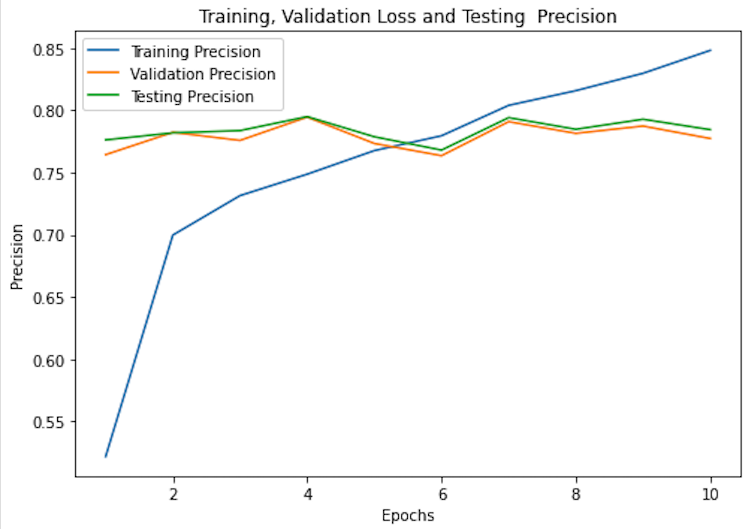 Training, Validation Loss and Testing  Precision
Training Precision
Validation Precision
Testing Precision
0.85
0.80
0.75
0.70
0.65
0.60
0.55
Precision
2 4 6 8 10
Epochs